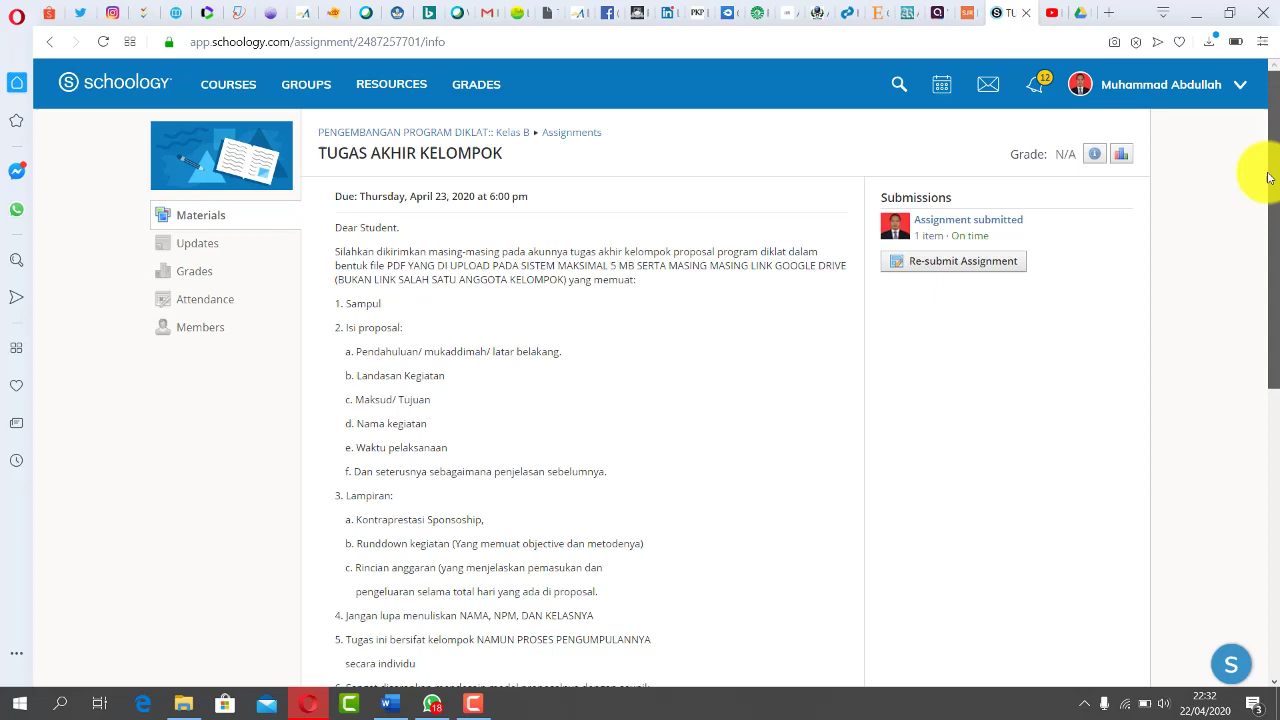 TU
app.schoology.com/assignment/2487257701/info
schoology
COURSES
GROUPS
RESOURCES
GRADES
12
Muhammad Abdullah
PENGEMBANGAN PROGRAM DIKLAT:: Kelas B ▸ Assignments
TUGAS AKHIR KELOMPOK
Grade: N/A
Materials
Updates
Grades
Attendance
Members
Due: Thursday, April 23, 2020 at 6:00 pm
Dear Student.
Silahkan dikirimkan masing-masing pada akunnya tugas akhir kelompok proposal program diklat dalam
bentuk file PDF YANG DI UPLOAD PADA SISTEM MAKSIMAL 5 MB SERTA MASING MASING LINK GOOGLE DRIVE
(BUKAN LINK SALAH SATU ANGGOTA KELOMPOK) yang memuat:
1. Sampul
2. Isi proposal:
a. Pendahuluan/ mukaddimah/ latar belakang.
b. Landasan Kegiatan
c. Maksud/ Tujuan
d. Nama kegiatan
e. Waktu pelaksanaan
f. Dan seterusnya sebagaimana penjelasan sebelumnya.
3. Lampiran:
a. Kontraprestasi Sponsoship,
b. Runddown kegiatan (Yang memuat objective dan metodenya)
c. Rincian anggaran (yang menjelaskan pemasukan dan
pengeluaran selama total hari yang ada di proposal.
4. Jangan lupa menuliskan NAMA, NPM, DAN KELASNYA
5. Tugas ini bersifat kelompok NAMUN PROSES PENGUMPULANNYA
secara individu
Submissions
Assignment submitted
1 item · On time
Re-submit Assignment
S
18
22:32
22/04/2020
3